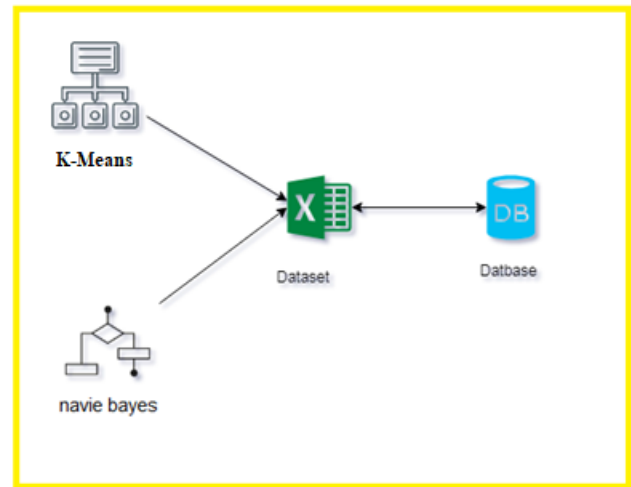 K-Means
X
DB
Dataset
Datbase
navie bayes